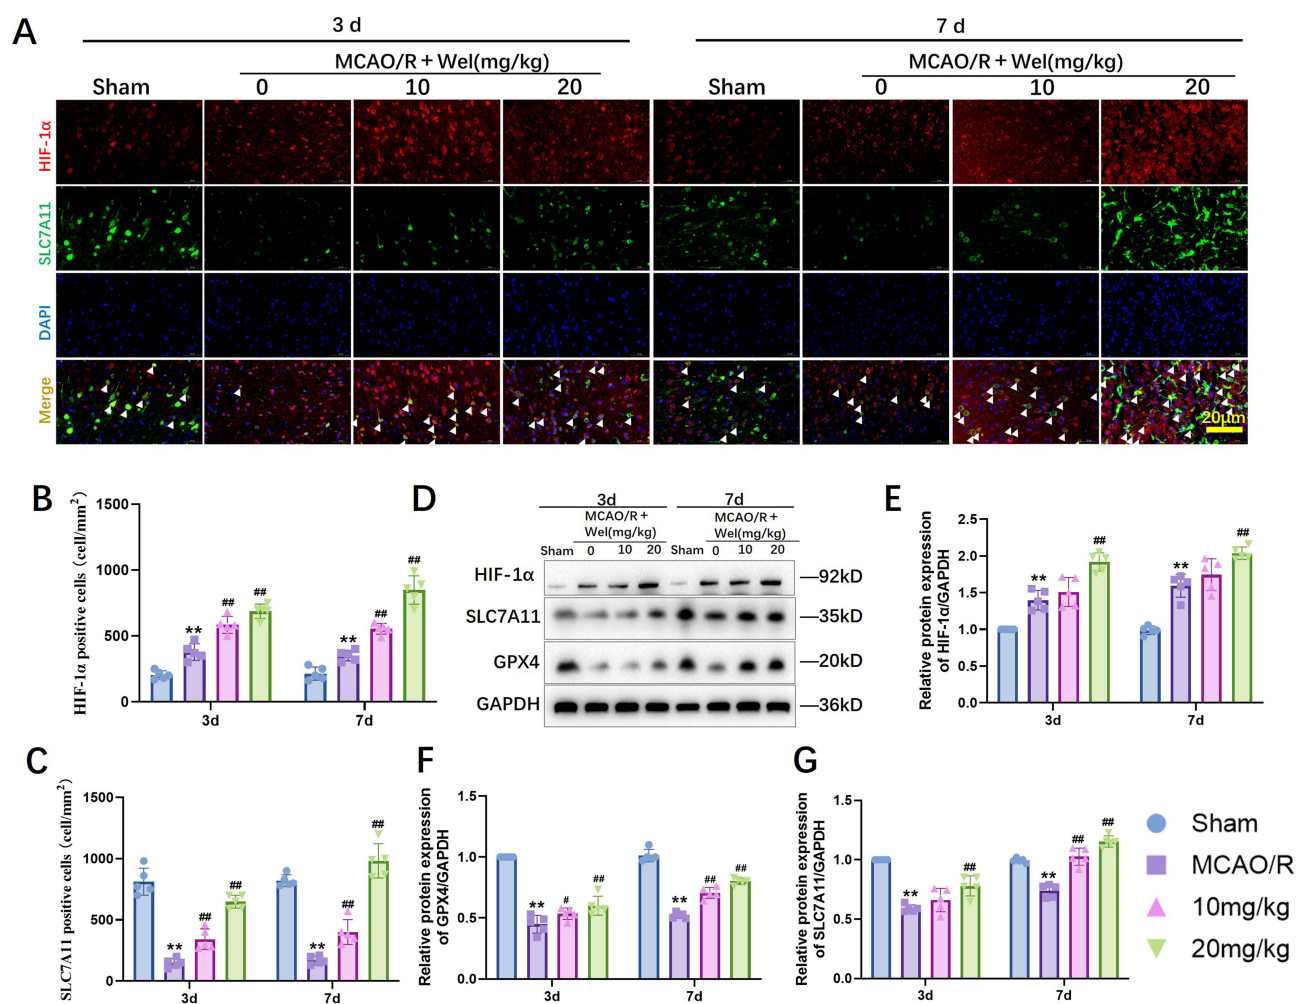 A
3 d
7 d
MCAO/R + Wel(mg/kg)
MCAO/R + Wel(mg/kg)
Sham 0 10 20 Sham 0 10 20
HIF-1α
SLC7A11
DAPI
Merge
20μm
B
HIF-1α positive cells (cell/mm²)
1500
1000
500
0
** ## ## ** ## ##
3d 7d
D
3d 7d
MCAO/R + MCAO/R +
Wel(mg/kg) Wel(mg/kg)
Sham 0 10 20 Sham 0 10 20
HIF-1α —92kD
SLC7A11 —35kD
GPX4 —20kD
GAPDH —36kD
E
Relative protein expression
of HIF-1α/GAPDH
2.5
2.0
1.5
1.0
0.5
0.0
** ## ** ##
3d 7d
C
SLC7A11 positive cells (cell/mm²)
1500
1000
500
0
** ## ## ** ## ##
3d 7d
F
Relative protein expression
of GPX4/GAPDH
1.5
1.0
0.5
0.0
** # ## ** ## ##
3d 7d
G
Relative protein expression
of SLC7A11/GAPDH
1.5
1.0
0.5
0.0
** ## ** ## ##
3d 7d
Sham
MCAO/R
10mg/kg
20mg/kg